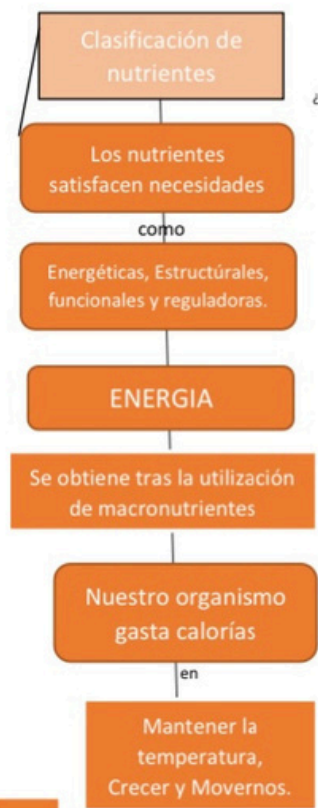 Clasificación de
nutrientes
¿
Los nutrientes
satisfacen necesidades
como
Energéticas, Estructúrales,
funcionales y reguladoras.
ENERGIA
Se obtiene tras la utilización
de macronutrientes
Nuestro organismo
gasta calorías
en
Mantener la
temperatura,
Crecer y Movernos.